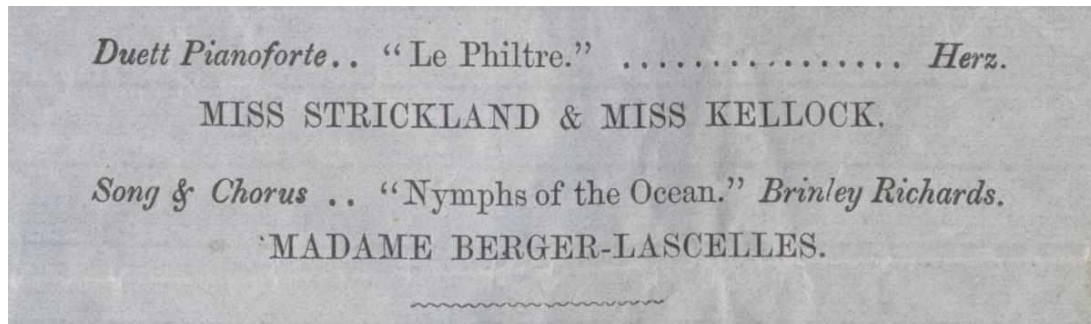 Duett Pianoforte.. “Le Philtre.” ................ Herz.
MISS STRICKLAND & MISS KELLOCK.
Song & Chorus .. “Nymphs of the Ocean.” Brinley Richards.
MADAME BERGER-LASCELLES.